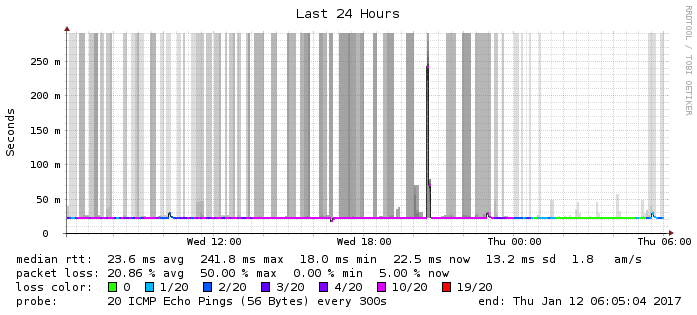 Last 24 Hours
RRDTOOL / TOBI OETIKER
Seconds
250 m
200 m
150 m
100 m
50 m
0
Wed 12:00 Wed 18:00 Thu 00:00 Thu 06:00
median rtt: 23.6 ms avg 241.8 ms max 18.0 ms min 22.5 ms now 13.2 ms sd 1.8 am/s
packet loss: 20.86 % avg 50.00 % max 0.00 % min 5.00 % now
loss color: 0 1/20 2/20 3/20 4/20 10/20 19/20
probe: 20 ICMP Echo Pings (56 Bytes) every 300s end: Thu Jan 12 06:05:04 2017